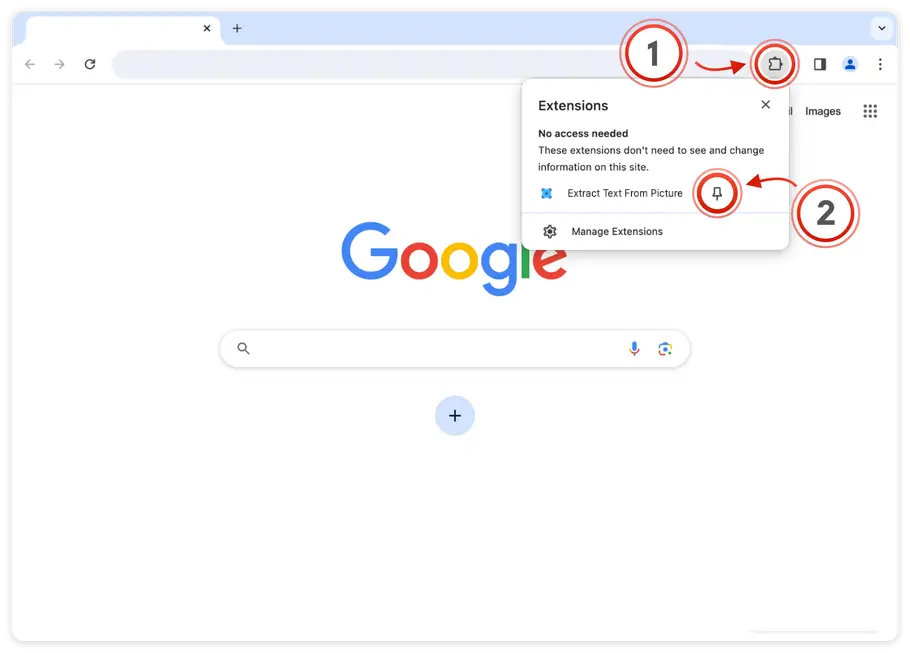 1
Extensions
Images
No access needed
These extensions don't need to see and change
information on this site.
Extract Text From Picture
2
Manage Extensions
Google